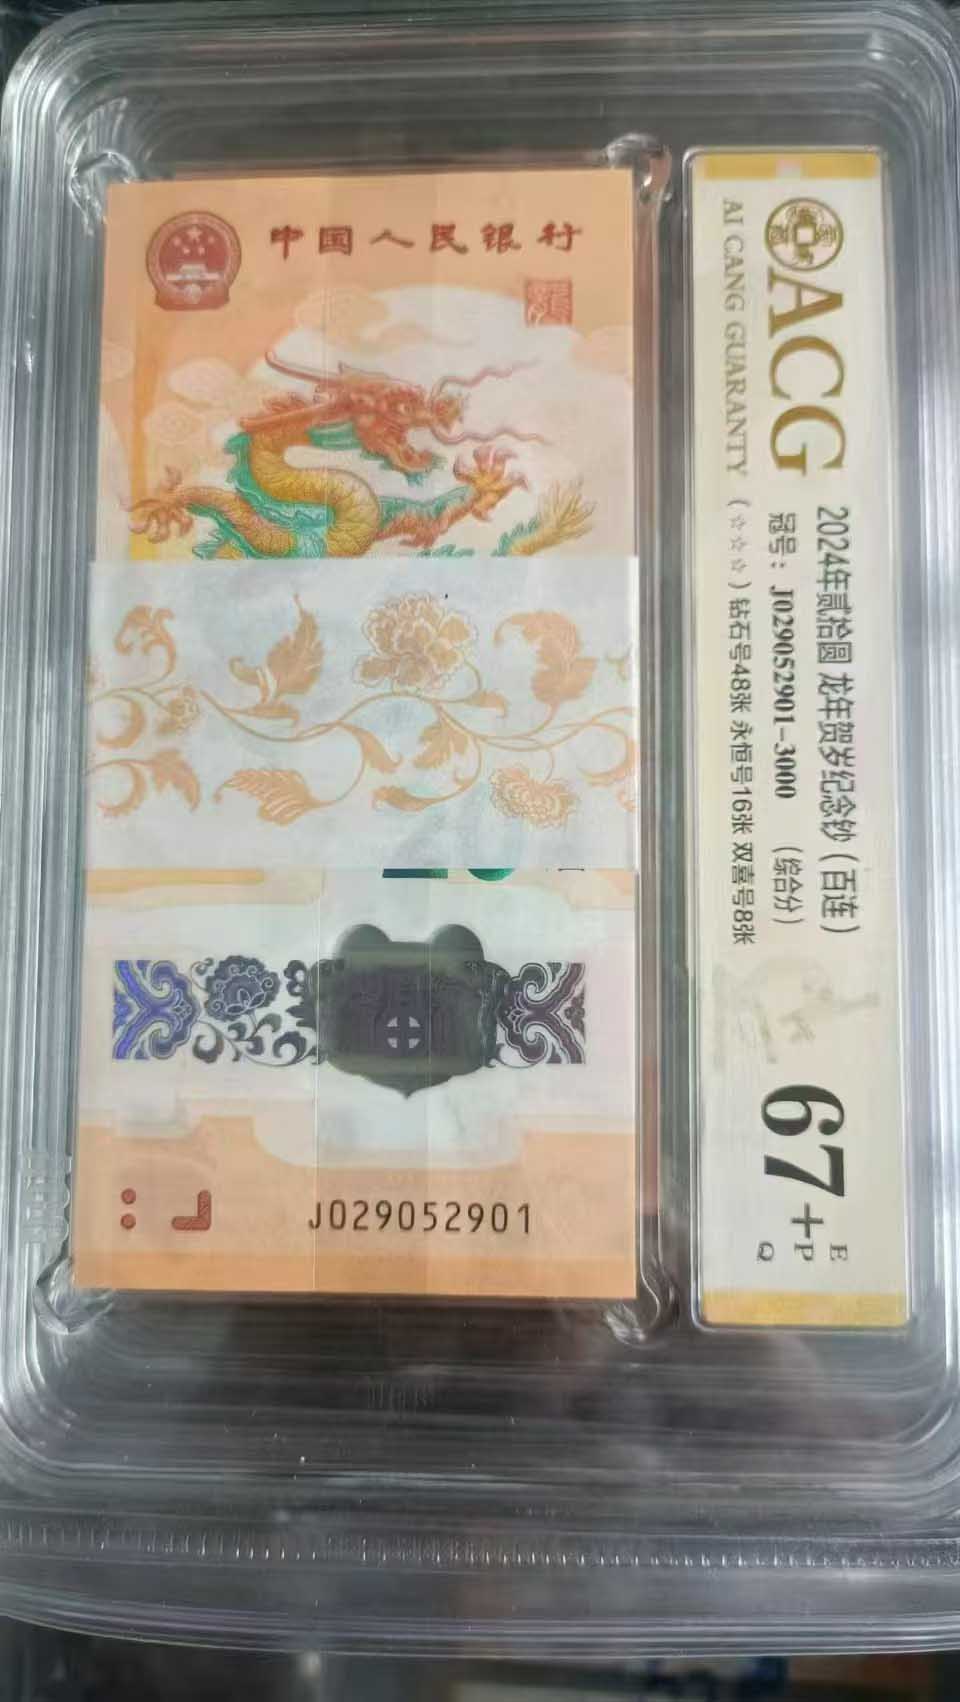 中国人民银行
龍
J029052901
ACG
AI CANG GUARANTY
2024年贰拾圆 龙年贺岁纪念钞（百连）
冠号：J029052901-3000 （综合分）
（☆☆☆）钻石号48张 永恒号16张 双喜号8张
67+
E
P
Q